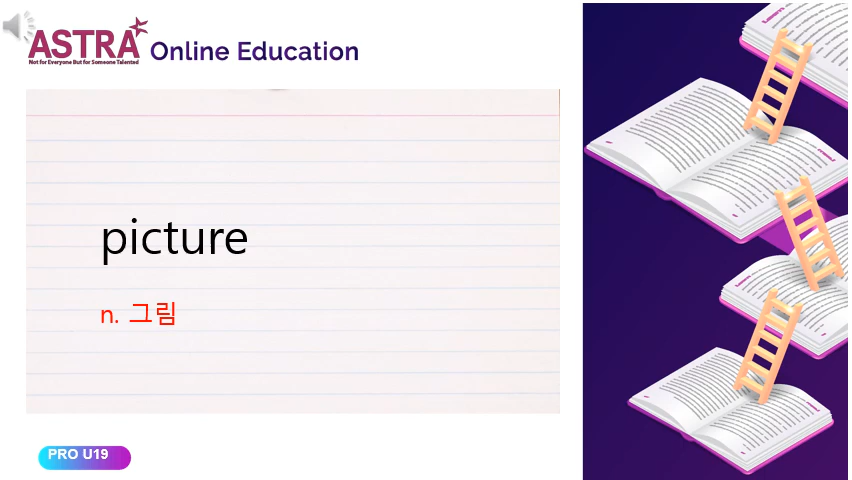 ASTRA
Not for Everyone But for Someone Talented
Online Education
picture
n. 그림
PRO U19